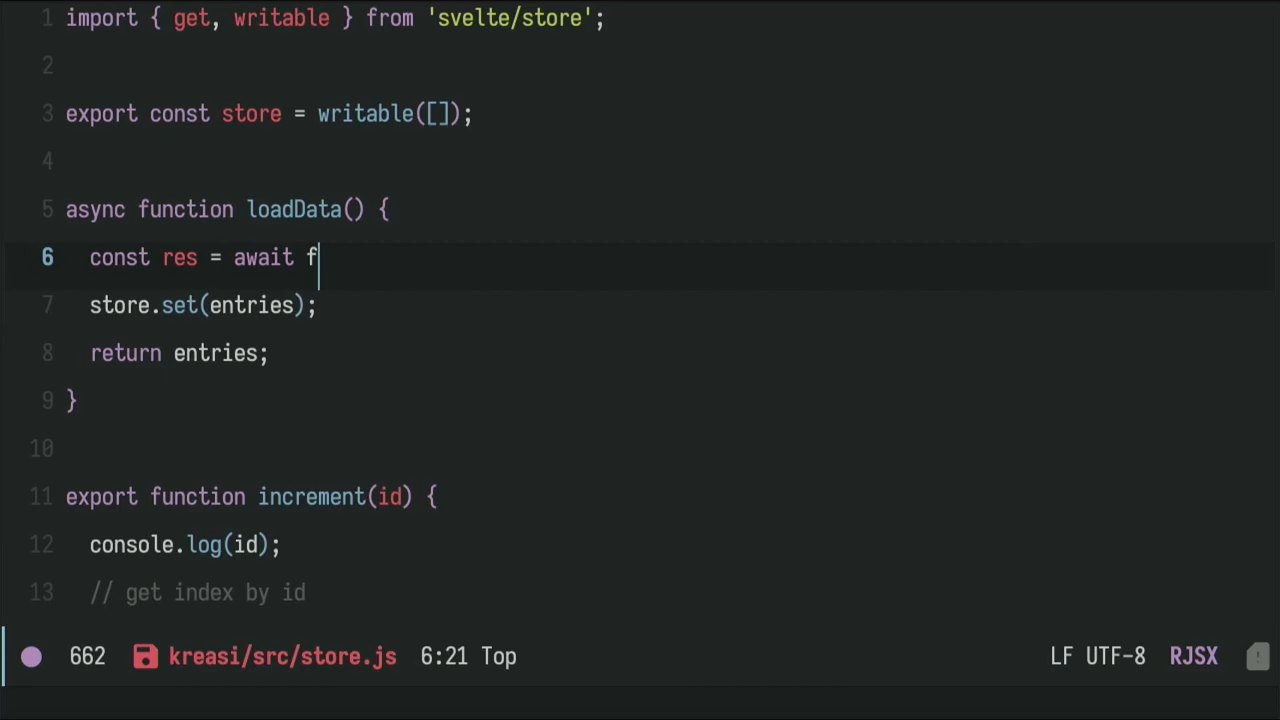 1 import { get, writable } from 'svelte/store';
2
3 export const store = writable([]);
4
5 async function loadData() {
6 const res = await f
7 store.set(entries);
8 return entries;
9 }
10
11 export function increment(id) {
12 console.log(id);
13 // get index by id
662 kreasi/src/store.js 6:21 Top LF UTF-8 RJSX